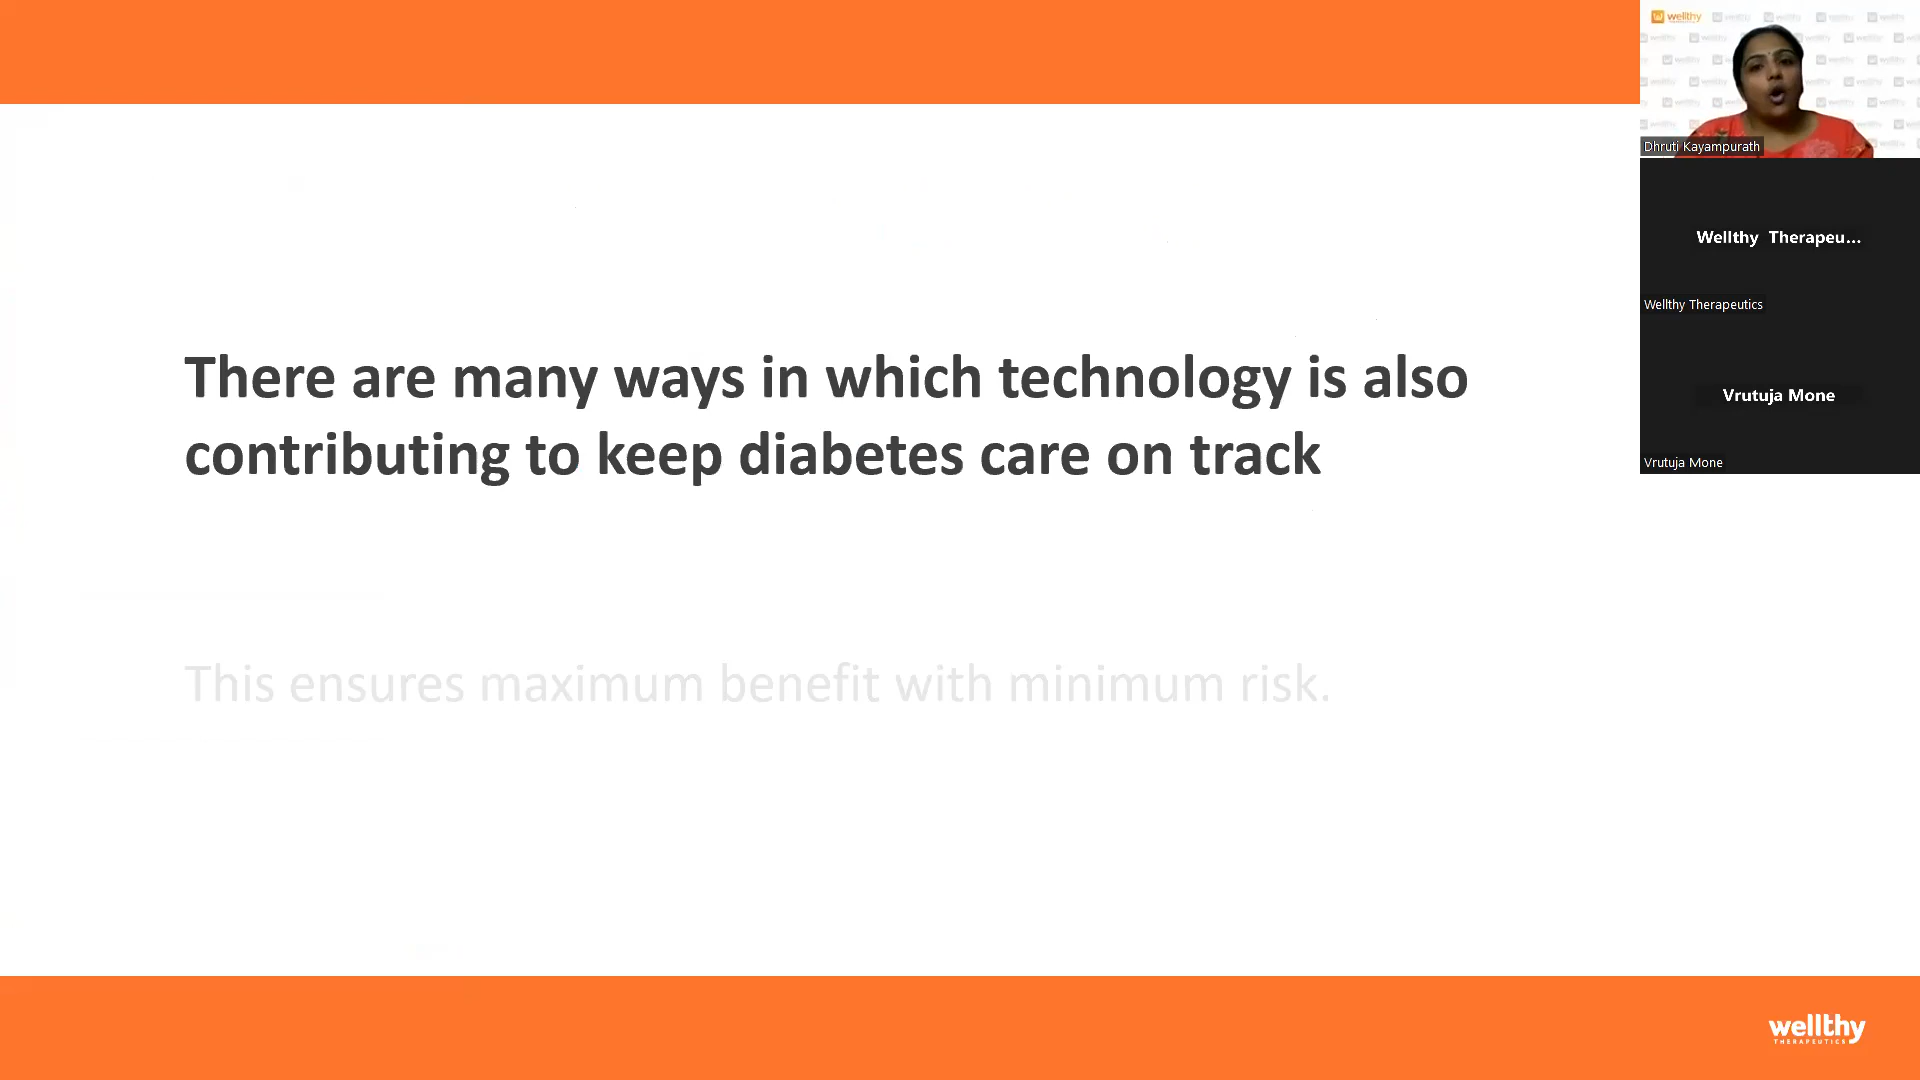 There are many ways in which technology is also
contributing to keep diabetes care on track
This ensures maximum benefit with minimum risk.
wellthy
Dhruti Kayampurath
Wellthy Therapeu...
Wellthy Therapeutics
Vrutuja Mone
Vrutuja Mone
wellthy
THERAPEUTICS